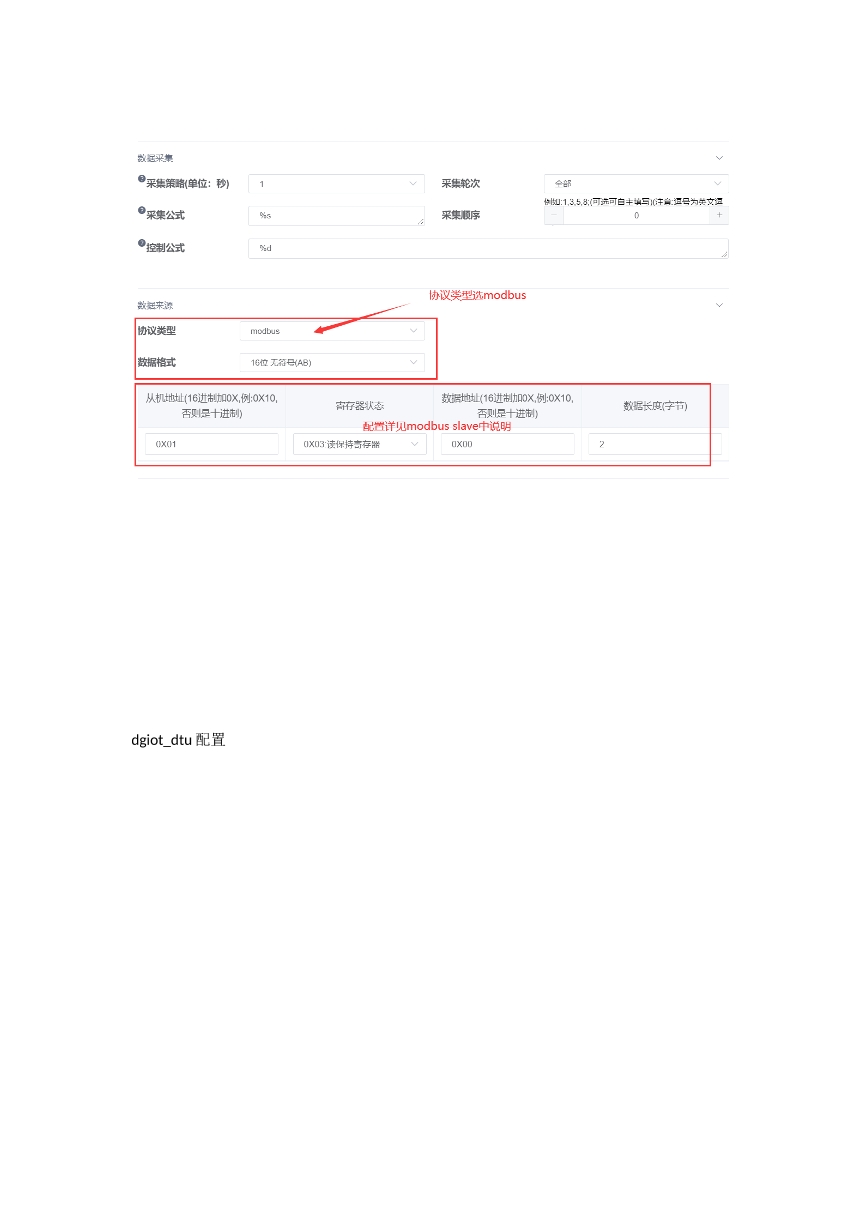 数据采集
采集策略(单位：秒) 1 采集轮次 全部
例如:1,3,5,8;(可选可自主填写)(注意:逗号为英文逗
采集公式 %s 采集顺序 0
控制公式 %d
协议类型选modbus
数据来源
协议类型 modbus
数据格式 16位 无符号(AB)
从机地址(16进制加0X,例:0X10,
否则是十进制)
寄存器状态
数据地址(16进制加0X,例:0X10,
否则是十进制)
数据长度(字节)
配置详见modbus slave中说明
0X01 0X03:读保持寄存器 0X00 2
dgiot_dtu 配置